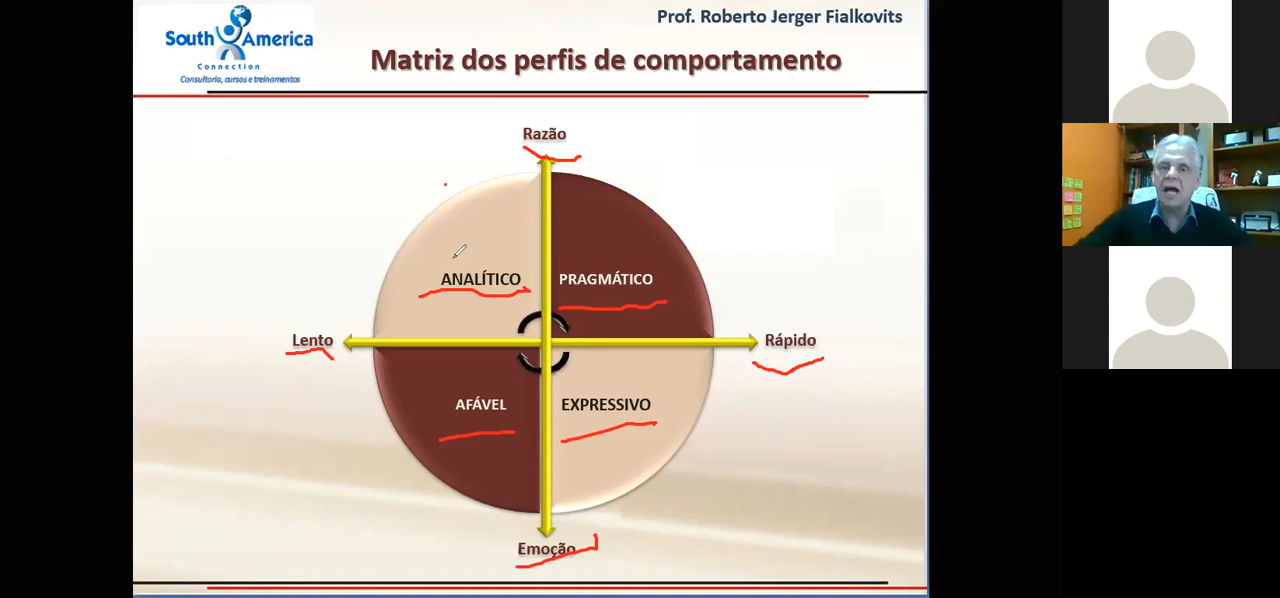 Prof. Roberto Jerger Fialkovits
South America
Connection
Consultoria, cursos e treinamentos
Matriz dos perfis de comportamento
Razão
ANALÍTICO PRAGMÁTICO
Lento Rápido
AFÁVEL EXPRESSIVO
Emoção